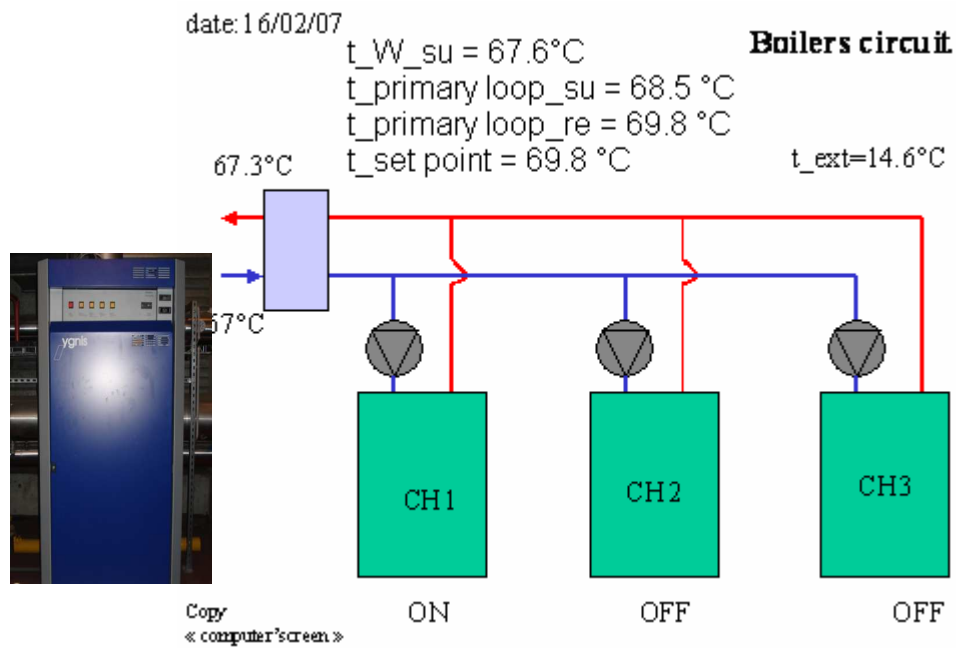 date:16/02/07
Boilers circuit
t_W_su = 67.6°C
t_primary loop_su = 68.5 °C
t_primary loop_re = 69.8 °C
t_set point = 69.8 °C
t_ext=14.6°C
67.3°C
67°C
ygnis
CH1
CH2
CH3
ON
OFF
OFF
Copy
« computer'screen »